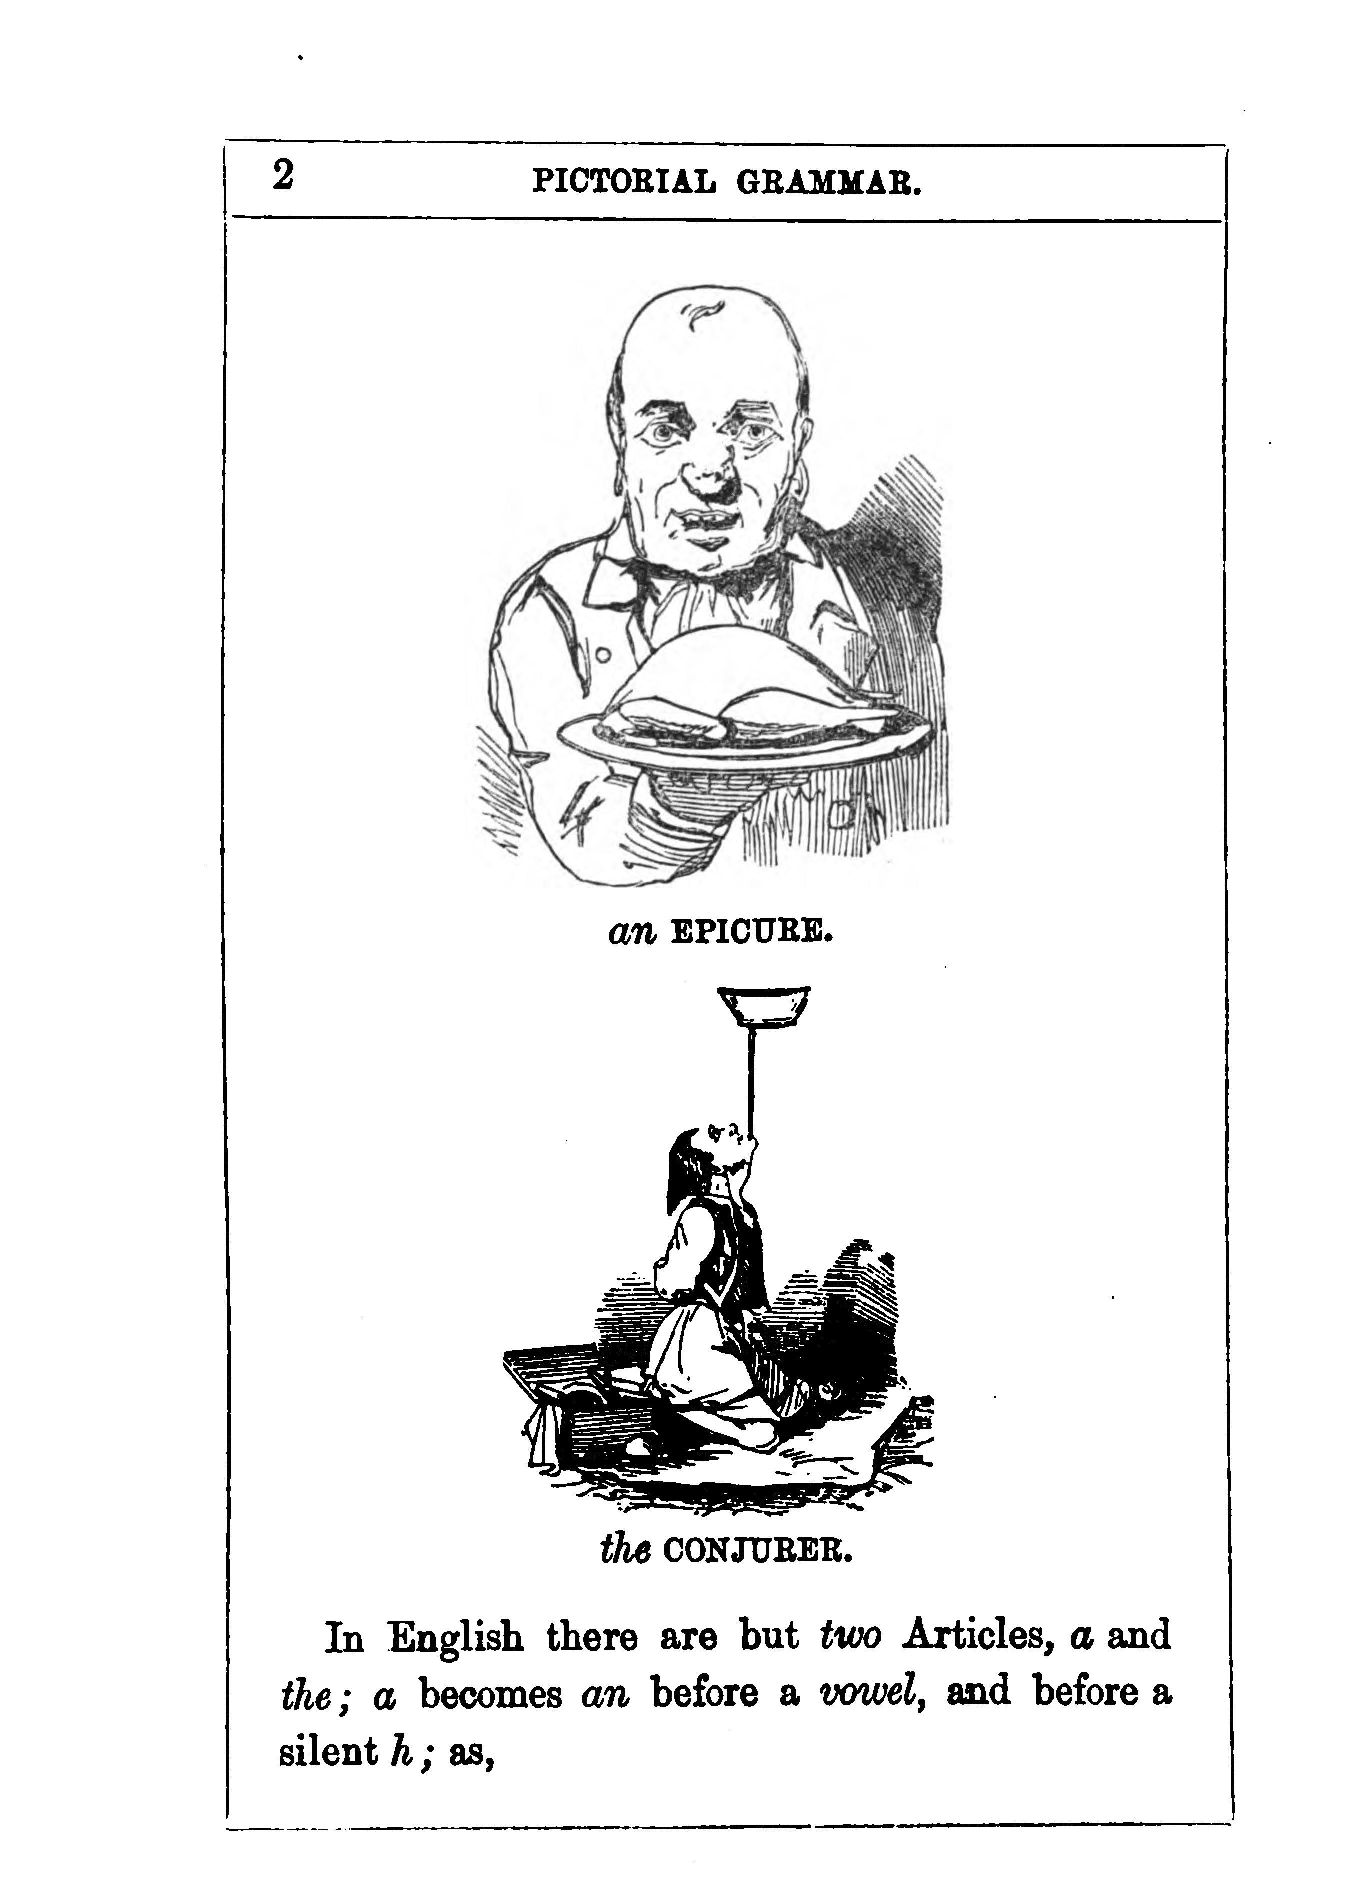 2
PICTORIAL GRAMMAR.
an EPICURE.
the CONJURER.
In English there are but two Articles, a and
the; a becomes an before a vowel, and before a
silent h; as,